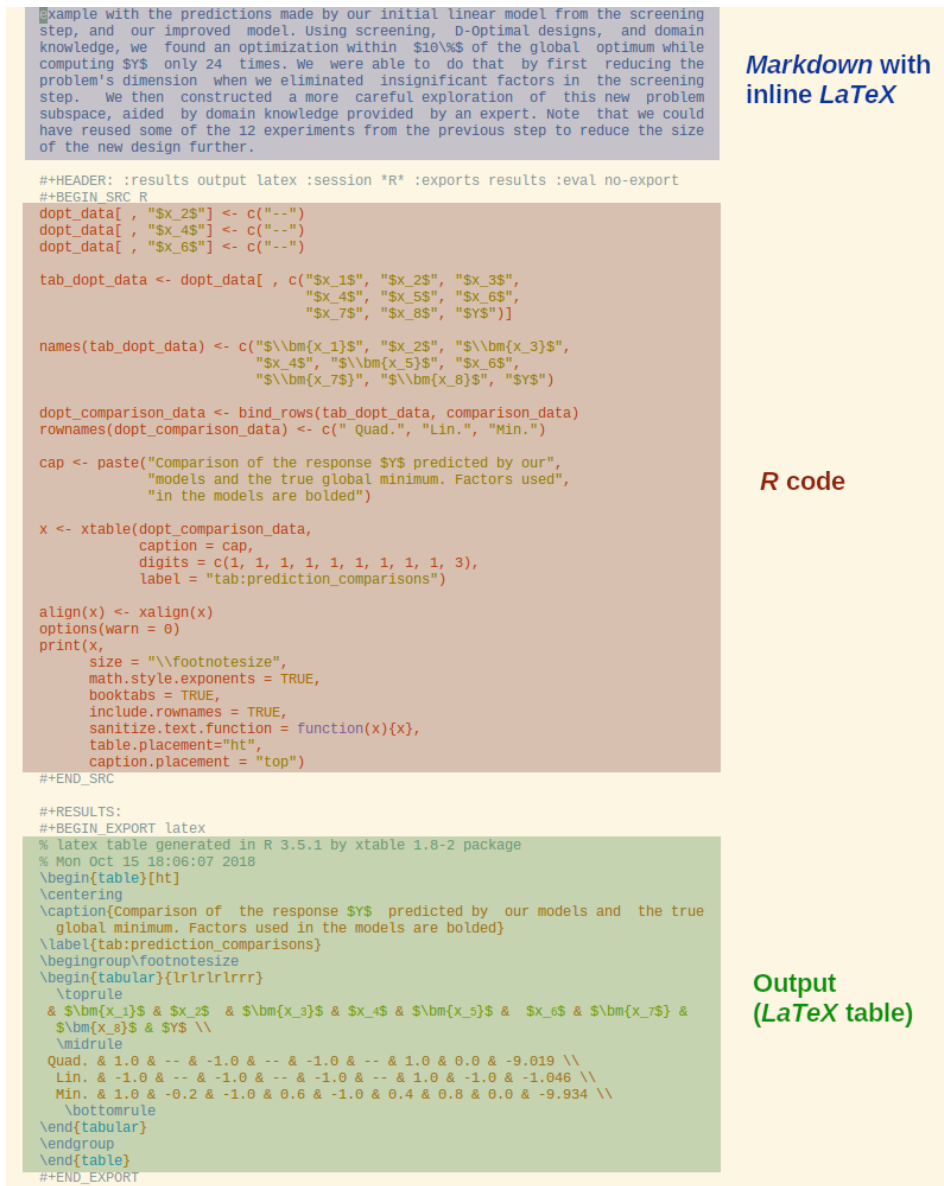 example with the predictions made by our initial linear model from the screening
step, and  our improved  model. Using screening,  D-Optimal designs, and domain
knowledge, we  found an optimization within  $10\%$ of the global  optimum while
computing $Y$  only 24  times. We  were able to  do that  by first  reducing the
problem's dimension  when we eliminated  insignificant factors in  the screening
step.   We then  constructed  a more  careful exploration  of  this new  problem
subspace, aided  by domain knowledge provided  by an expert. Note  that we could
have reused some of the 12 experiments from the previous step to reduce the size
of the new design further.
Markdown with
inline LaTeX
#+HEADER: :results output latex :session *R* :exports results :eval no-export
#+BEGIN_SRC R
dopt_data[ , "$x_2$"] <- c("--")
dopt_data[ , "$x_4$"] <- c("--")
dopt_data[ , "$x_6$"] <- c("--")
tab_dopt_data <- dopt_data[ , c("$x_1$", "$x_2$", "$x_3$",
"$x_4$", "$x_5$", "$x_6$",
"$x_7$", "$x_8$", "$Y$")]
names(tab_dopt_data) <- c("$\\bm{x_1}$", "$x_2$", "$\\bm{x_3}$",
"$x_4$", "$\\bm{x_5}$", "$x_6$",
"$\\bm{x_7$}", "$\\bm{x_8}$", "$Y$")
dopt_comparison_data <- bind_rows(tab_dopt_data, comparison_data)
rownames(dopt_comparison_data) <- c(" Quad.", "Lin.", "Min.")
cap <- paste("Comparison of the response $Y$ predicted by our",
"models and the true global minimum. Factors used",
"in the models are bolded")
x <- xtable(dopt_comparison_data,
caption = cap,
digits = c(1, 1, 1, 1, 1, 1, 1, 1, 1, 3),
label = "tab:prediction_comparisons")
align(x) <- xalign(x)
options(warn = 0)
print(x,
size = "\\footnotesize",
math.style.exponents = TRUE,
booktabs = TRUE,
include.rownames = TRUE,
sanitize.text.function = function(x){x},
table.placement="ht",
caption.placement = "top")
R code
#+END_SRC
#+RESULTS:
#+BEGIN_EXPORT latex
% latex table generated in R 3.5.1 by xtable 1.8-2 package
% Mon Oct 15 18:06:07 2018
\begin{table}[ht]
\centering
\caption{Comparison of  the response $Y$  predicted by  our models and  the true
global minimum. Factors used in the models are bolded}
\label{tab:prediction_comparisons}
\begingroup\footnotesize
\begin{tabular}{lrlrlrlrrr}
\toprule
& $\bm{x_1}$ & $x_2$  & $\bm{x_3}$ & $x_4$ & $\bm{x_5}$ &  $x_6$ & $\bm{x_7$} &
$\bm{x_8}$ & $Y$ \\
\midrule
Quad. & 1.0 & -- & -1.0 & -- & -1.0 & -- & 1.0 & 0.0 & -9.019 \\
Lin. & -1.0 & -- & -1.0 & -- & -1.0 & -- & 1.0 & -1.0 & -1.046 \\
Min. & 1.0 & -0.2 & -1.0 & 0.6 & -1.0 & 0.4 & 0.8 & 0.0 & -9.934 \\
\bottomrule
\end{tabular}
\endgroup
\end{table}
Output
(LaTeX table)
#+END_EXPORT